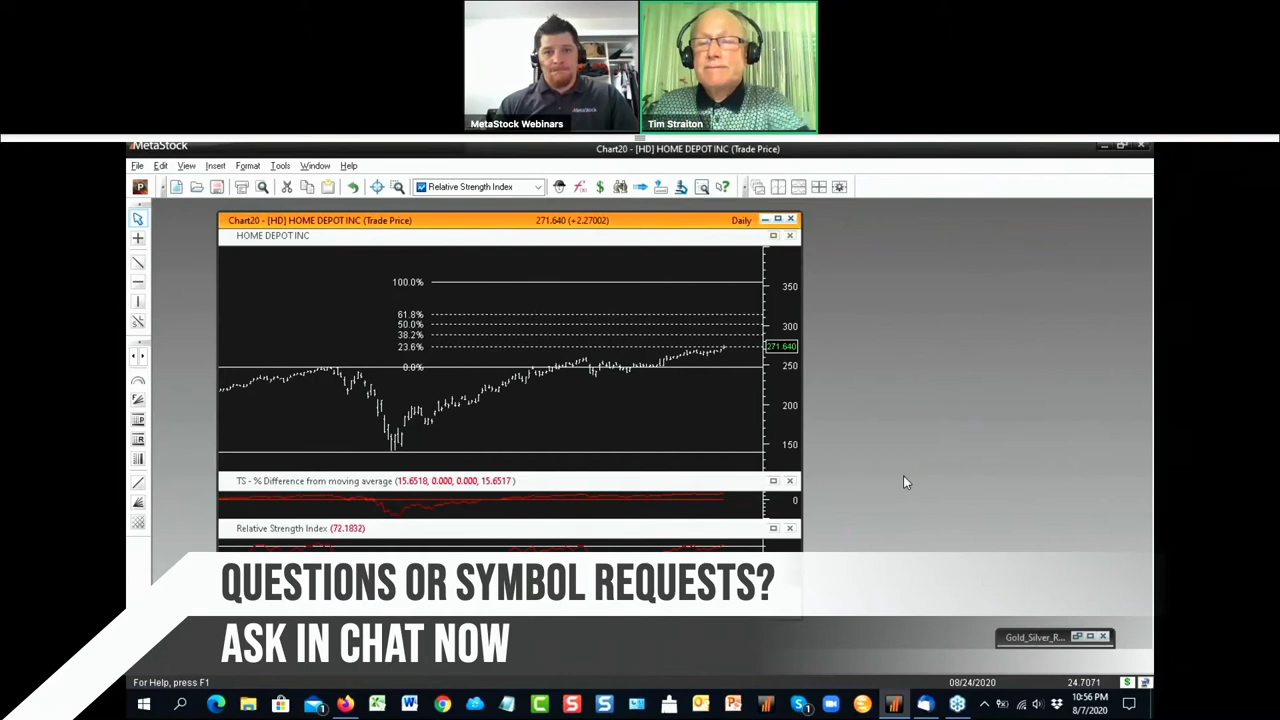 MetaStock
MetaStock Webinars
Tim Straiton
MetaStock
Chart20 - [HD] HOME DEPOT INC (Trade Price)
File Edit View Insert Format Tools Window Help
P
Relative Strength Index
Chart20 - [HD] HOME DEPOT INC (Trade Price) 271.640 (+2.27002) Daily
HOME DEPOT INC
100.0%
61.8%
50.0%
38.2%
23.6%
0.0%
350
300
271.640
250
200
150
TS - % Difference from moving average (15.6518, 0.000, 0.000, 15.6517 )
0
Relative Strength Index (72.1832)
QUESTIONS OR SYMBOL REQUESTS?
ASK IN CHAT NOW
Gold_Silver_R...
For Help, press F1
08/24/2020 24.7071
10:56 PM
8/7/2020